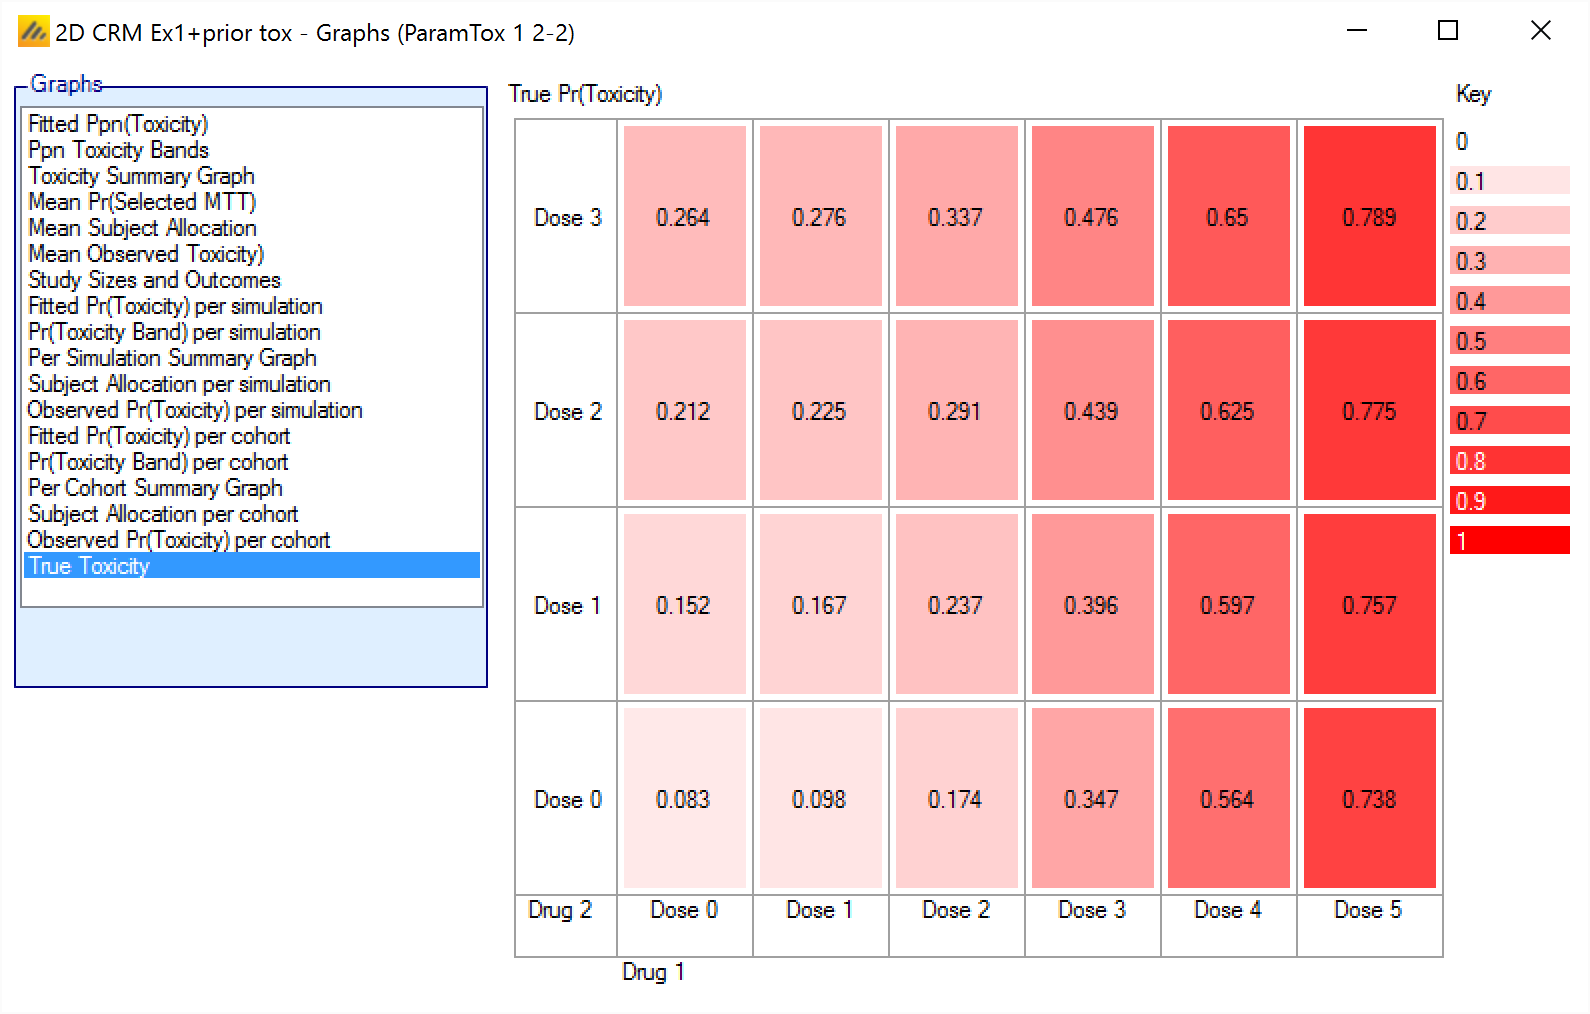 2D CRM Ex1+prior tox - Graphs (ParamTox 1 2-2)
Graphs
Fitted Ppn(Toxicity)
Ppn Toxicity Bands
Toxicity Summary Graph
Mean Pr(Selected MTT)
Mean Subject Allocation
Mean Observed Toxicity)
Study Sizes and Outcomes
Fitted Pr(Toxicity) per simulation
Pr(Toxicity Band) per simulation
Per Simulation Summary Graph
Subject Allocation per simulation
Observed Pr(Toxicity) per simulation
Fitted Pr(Toxicity) per cohort
Pr(Toxicity Band) per cohort
Per Cohort Summary Graph
Subject Allocation per cohort
Observed Pr(Toxicity) per cohort
True Toxicity
True Pr(Toxicity)
Dose 3 0.264 0.276 0.337 0.476 0.65 0.789
Dose 2 0.212 0.225 0.291 0.439 0.625 0.775
Dose 1 0.152 0.167 0.237 0.396 0.597 0.757
Dose 0 0.083 0.098 0.174 0.347 0.564 0.738
Drug 2 Dose 0 Dose 1 Dose 2 Dose 3 Dose 4 Dose 5
Drug 1
Key
0
0.1
0.2
0.3
0.4
0.5
0.6
0.7
0.8
0.9
1